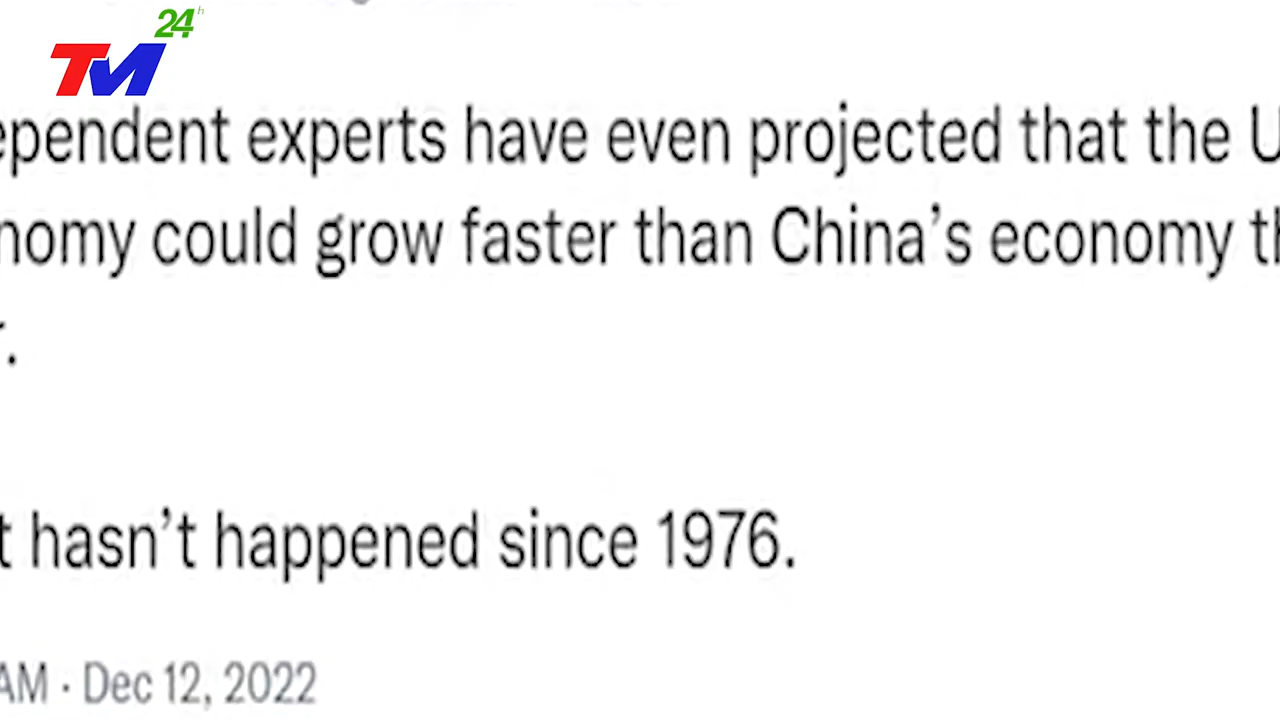 24h
TM
ependent experts have even projected that the U
nomy could grow faster than China’s economy th
r.
t hasn’t happened since 1976.
AM · Dec 12, 2022